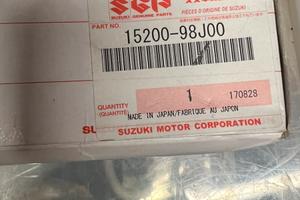 SGP
SUZUKI GENUINE PARTS
PIÈCES D'ORIGINE DE SUZUKI
PART NO.
15200-98J00
QUANTITY
(QUANTITÉ)
1
170828
MADE IN JAPAN/FABRIQUE AU JAPON
SUZUKI MOTOR CORPORATION